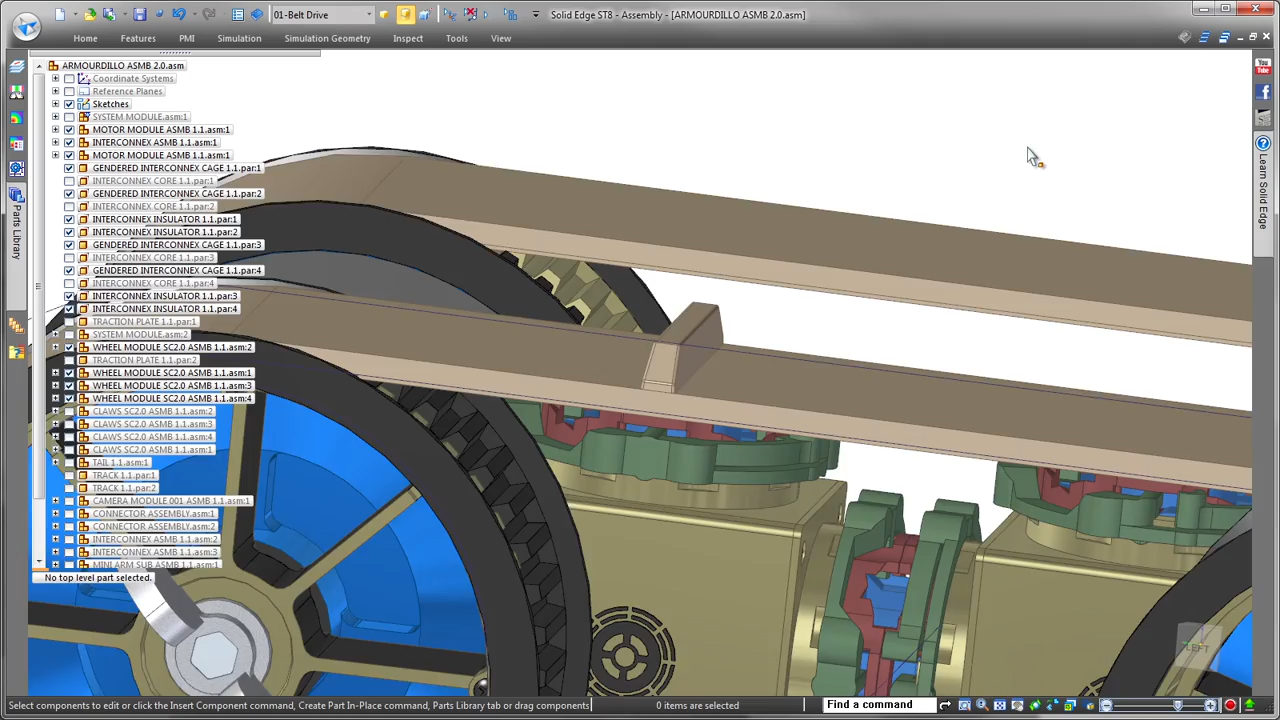 01-Belt Drive
Solid Edge ST8 - Assembly - [ARMOURDILLO ASMB 2.0.asm]
Home Features PMI Simulation Simulation Geometry Inspect Tools View
ARMOURDILLO ASMB 2.0.asm
Coordinate Systems
Reference Planes
Sketches
SYSTEM MODULE.asm:1
MOTOR MODULE ASMB 1.1.asm:1
INTERCONNEX ASMB 1.asm:1
MOTOR MODULE ASMB 1.1.asm:1
GENDERED INTERCONNEX CAGE 1.1.par:1
INTERCONNEX CORE 1.1.par:1
GENDERED INTERCONNEX CAGE 1.1.par:2
INTERCONNEX CORE 1.1.par:2
INTERCONNEX INSULATOR 1.1.par:1
INTERCONNEX INSULATOR 1.1.par:2
GENDERED INTERCONNEX CAGE 1.1.par:3
INTERCONNEX CORE 1.1.par:3
GENDERED INTERCONNEX CAGE 1.1.par:4
INTERCONNEX CORE 1.1.par:4
INTERCONNEX INSULATOR 1.1.par:3
INTERCONNEX INSULATOR 1.1.par:4
TRACTION PLATE 1.1.par:1
SYSTEM MODULE.asm:2
WHEEL MODULE SC2.0 ASMB 1.1.asm:2
TRACTION PLATE 1.1.par:2
WHEEL MODULE SC2.0 ASMB 1.1.asm:1
WHEEL MODULE SC2.0 ASMB 1.1.asm:3
WHEEL MODULE SC2.0 ASMB 1.1.asm:4
CLAWS SC2.0 ASMB 1.1.asm:2
CLAWS SC2.0 ASMB 1.1.asm:3
CLAWS SC2.0 ASMB 1.1.asm:4
CLAWS SC2.0 ASMB 1.1.asm:1
TAIL 1.1.asm:1
TRACK 1.1.par:1
TRACK 1.1.par:2
CAMERA MODULE 001 ASMB 1.1.asm:1
CONNECTOR ASSEMBLY.asm:1
CONNECTOR ASSEMBLY.asm:2
INTERCONNEX ASMB 1.asm:2
INTERCONNEX ASMB 1.asm:3
MINI ARM SUB ASMB 1.1.asm:1
No top level part selected.
Parts Library
You
Tube
f
Learn Solid Edge
LEFT
Select components to edit or click the Insert Component command, Create Part In-Place command, Parts Library tab or drag components
0 items are selected
Find a command